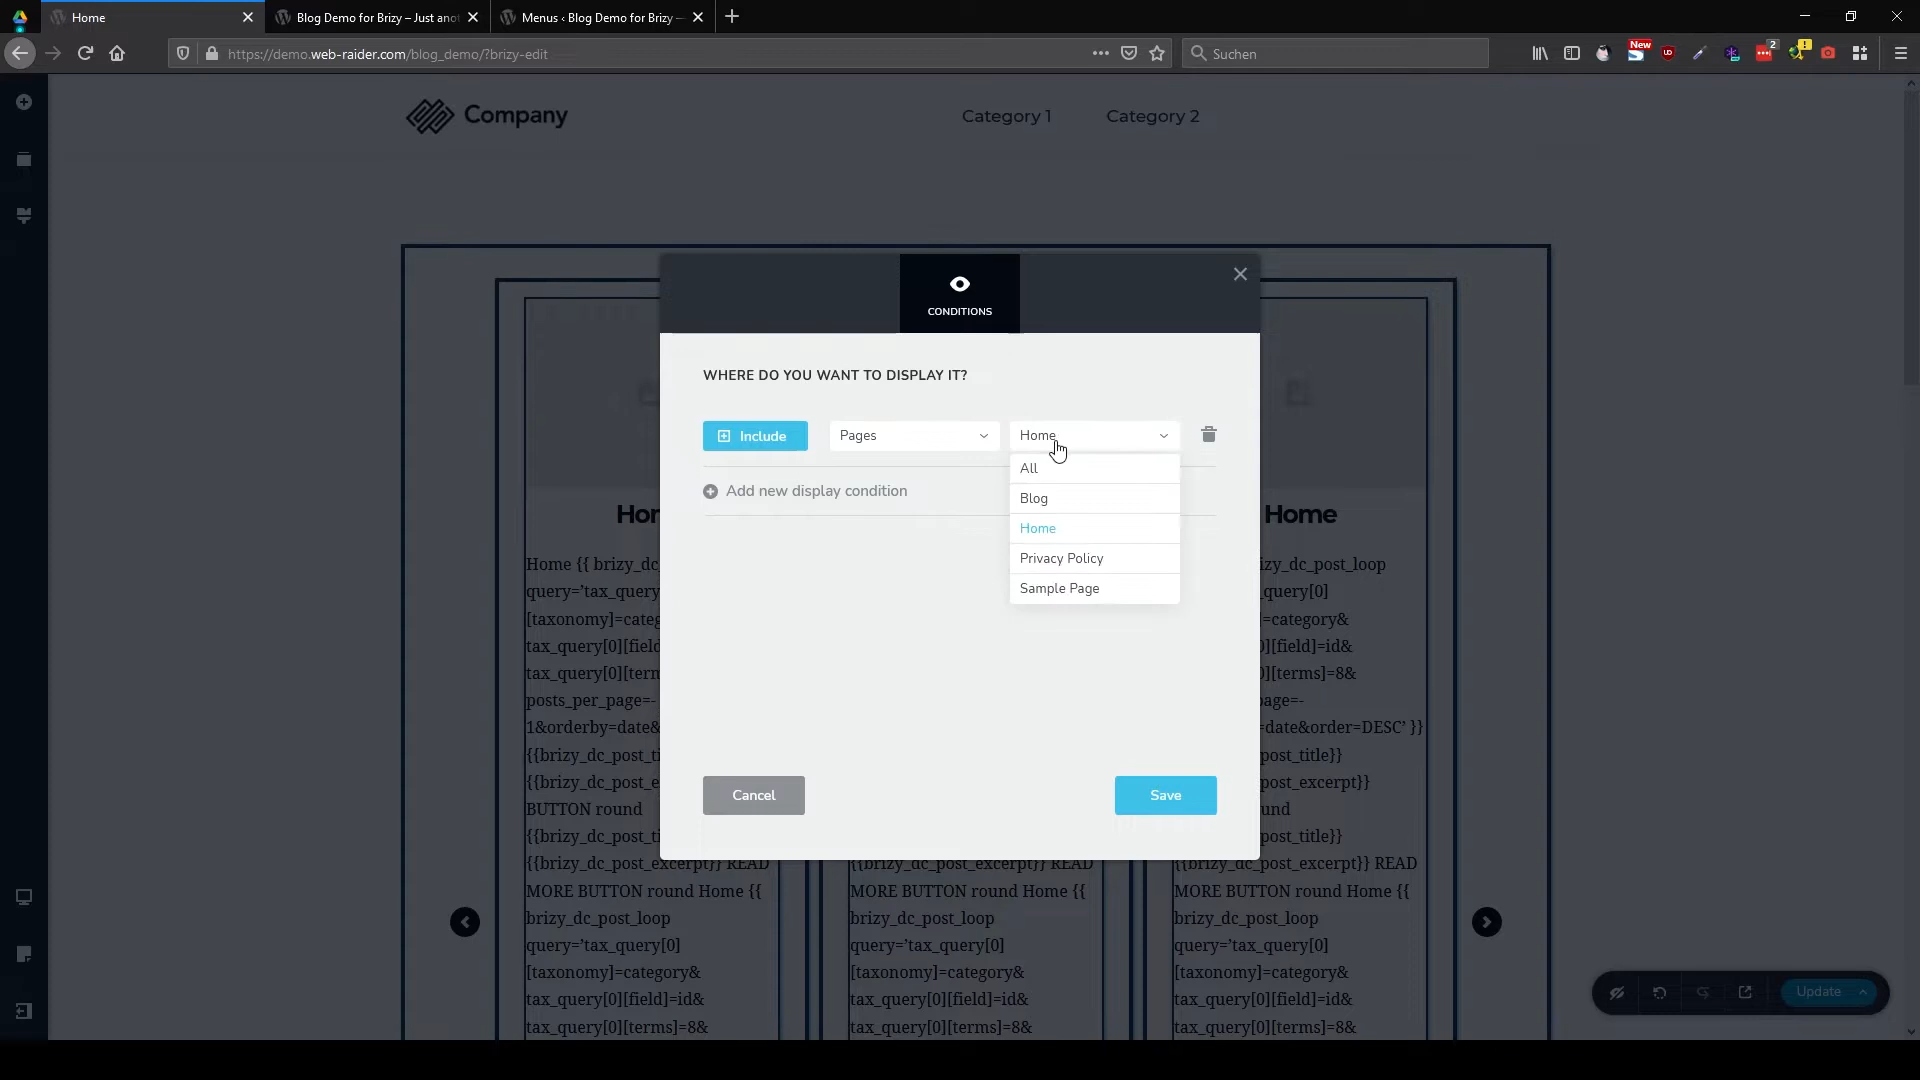 Home
Blog Demo for Brizy – Just anot
Menus ‹ Blog Demo for Brizy —
https://demo.web-raider.com/blog_demo/?brizy-edit
Suchen
New
2
Company
Category 1
Category 2
CONDITIONS
WHERE DO YOU WANT TO DISPLAY IT?
Include
Pages
Home
All
Add new display condition
Blog
Home
Privacy Policy
Sample Page
Cancel
Save
Hor
Home {{ brizy_dc
query='tax_query[0]
[taxonomy]=categ
tax_query[0][field
tax_query[0][term
posts_per_page=-
1&orderby=date&
{{brizy_dc_post_ti
{{brizy_dc_post_e
BUTTON round
{{brizy_dc_post_ti
{{brizy_dc_post_excerpt}} READ
MORE BUTTON round Home {{
brizy_dc_post_loop
query='tax_query[0]
[taxonomy]=category&
tax_query[0][field]=id&
tax_query[0][terms]=8&
{{brizy_dc_post_excerpt}} READ
MORE BUTTON round Home {{
brizy_dc_post_loop
query='tax_query[0]
[taxonomy]=category&
tax_query[0][field]=id&
tax_query[0][terms]=8&
Home
izy_dc_post_loop
query[0]
=category&
][field]=id&
][terms]=8&
age=-
=date&order=DESC' }}
post_title}}
post_excerpt}}
und
post_title}}
{{brizy_dc_post_excerpt}} READ
MORE BUTTON round Home {{
brizy_dc_post_loop
query='tax_query[0]
[taxonomy]=category&
tax_query[0][field]=id&
tax_query[0][terms]=8&
Update